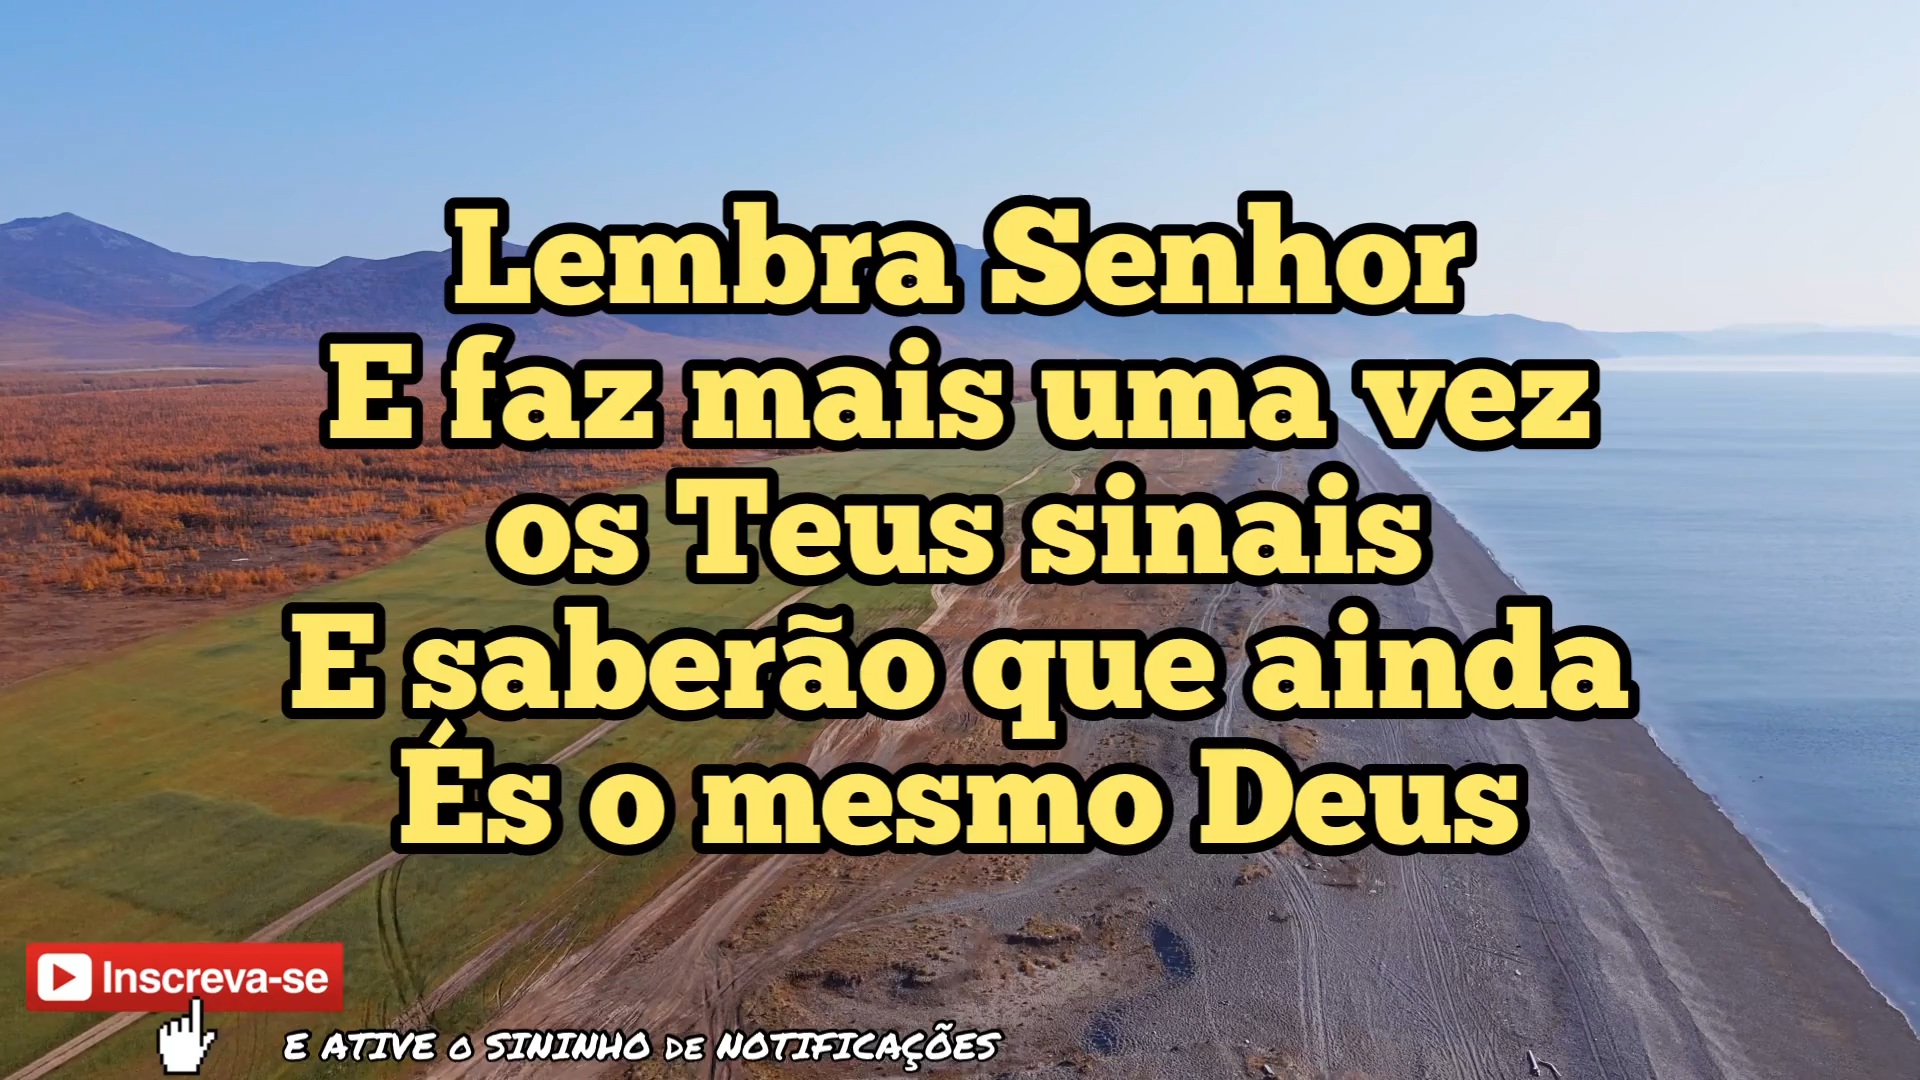 Lembra Senhor
E faz mais uma vez
os Teus sinais
E saberão que ainda
És o mesmo Deus
Inscreva-se
E ATIVE O SININHO DE NOTIFICAÇÕES